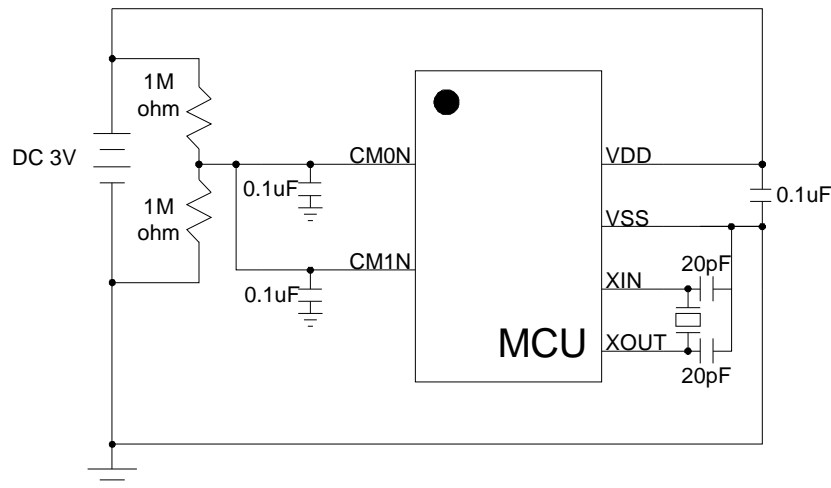 1M
ohm
DC 3V
1M
ohm
CM0N
0.1uF
CM1N
0.1uF
MCU
VDD
0.1uF
VSS
20pF
XIN
XOUT
20pF